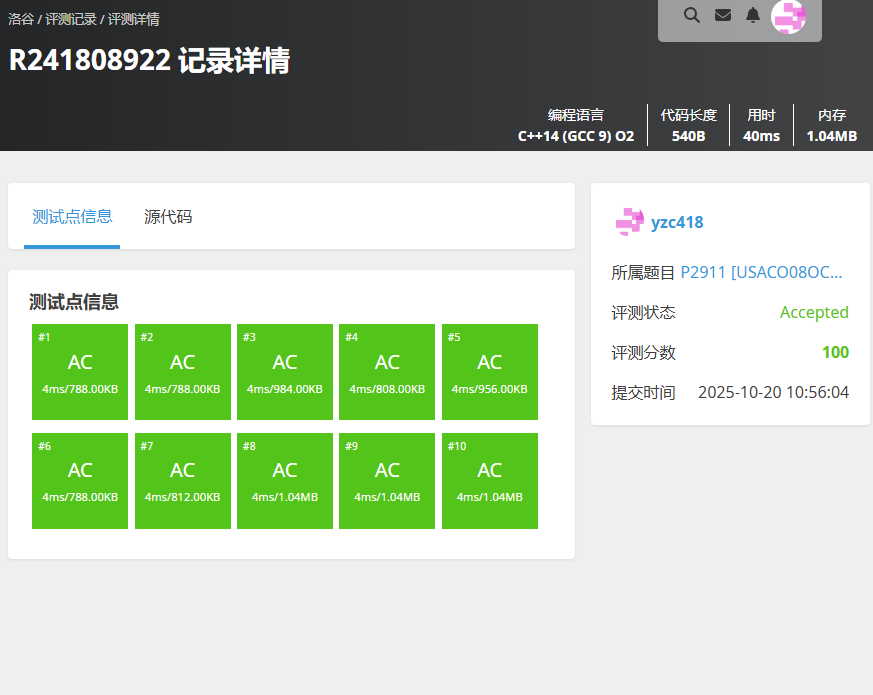 洛谷 / 评测记录 / 评测详情
R241808922 记录详情
编程语言 代码长度 用时 内存
C++14 (GCC 9) O2 540B 40ms 1.04MB
测试点信息 源代码
测试点信息
#1 #2 #3 #4 #5
AC AC AC AC AC
4ms/788.00KB 4ms/788.00KB 4ms/984.00KB 4ms/808.00KB 4ms/956.00KB
#6 #7 #8 #9 #10
AC AC AC AC AC
4ms/788.00KB 4ms/812.00KB 4ms/1.04MB 4ms/1.04MB 4ms/1.04MB
yzc418
所属题目 P2911 [USACO08OC...
评测状态 Accepted
评测分数 100
提交时间 2025-10-20 10:56:04